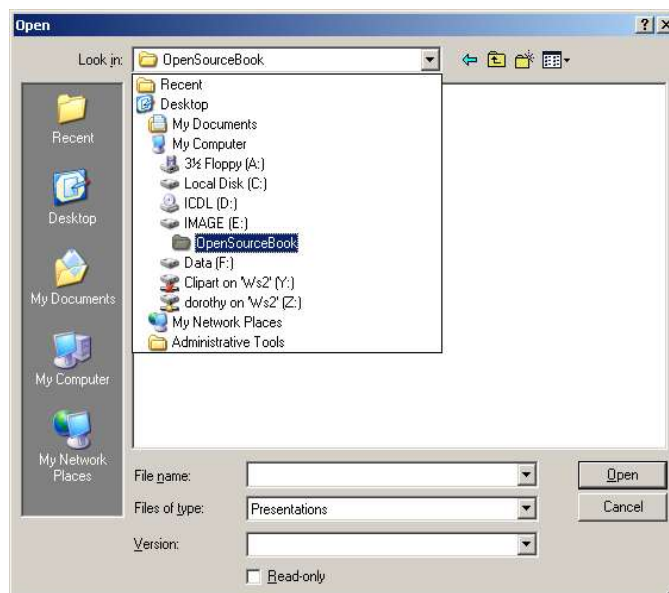 Open
Look in: OpenSourceBook
Recent
Desktop
My Documents
My Computer
3½ Floppy (A:)
Local Disk (C:)
ICDL (D:)
IMAGE (E:)
OpenSourceBook
Data (F:)
Clipart on 'Ws2' (Y:)
dorothy on 'Ws2' (Z:)
My Network Places
Administrative Tools
Recent
Desktop
My Documents
My Computer
My Network
Places
File name:
Open
Files of type: Presentations
Cancel
Version:
Read-only